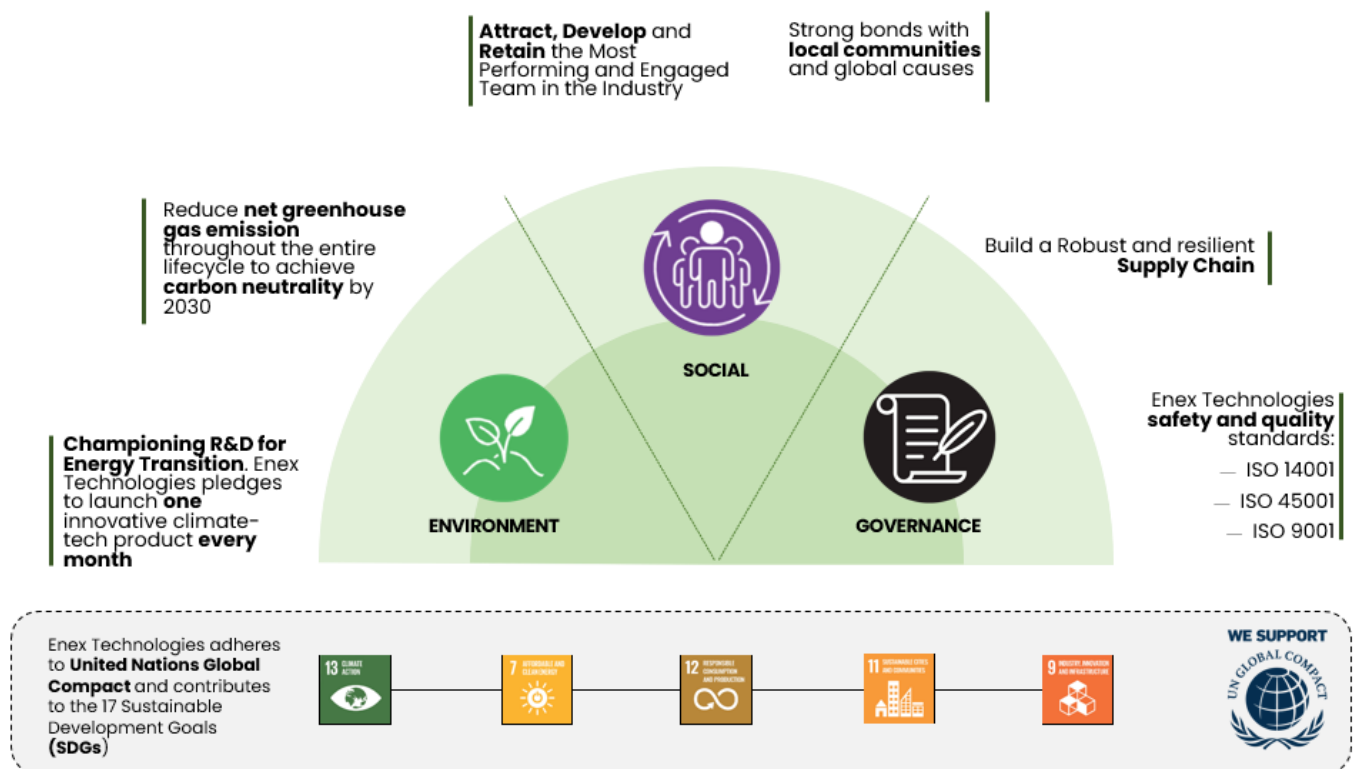 Attract, Develop and
Retain the Most
Performing and Engaged
Team in the Industry
Strong bonds with
local communities
and global causes
Reduce net greenhouse
gas emission
throughout the entire
lifecycle to achieve
carbon neutrality by
2030
Build a Robust and resilient
Supply Chain
SOCIAL
Championing R&D for
Energy Transition. Enex
Technologies pledges
to launch one
innovative climate-
tech product every
month
Enex Technologies
safety and quality
standards:
— ISO 14001
— ISO 45001
— ISO 9001
ENVIRONMENT
GOVERNANCE
Enex Technologies adheres
to United Nations Global
Compact and contributes
to the 17 Sustainable
Development Goals
(SDGs)
13 CLIMATE
ACTION
7 AFFORDABLE AND
CLEAN ENERGY
12 RESPONSIBLE
CONSUMPTION
AND PRODUCTION
11 SUSTAINABLE CITIES
AND COMMUNITIES
9 INDUSTRY, INNOVATION
AND INFRASTRUCTURE
WE SUPPORT
UN GLOBAL COMPACT